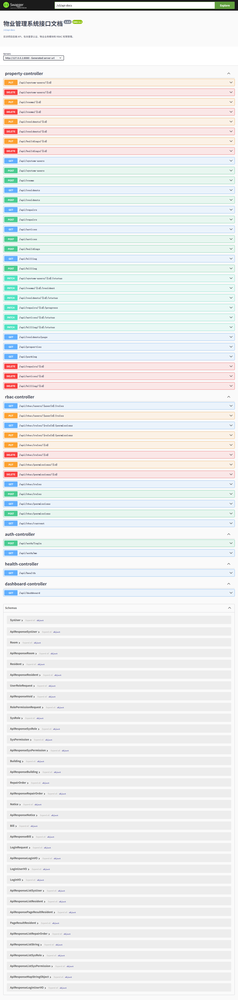 Swagger
Supported by SMARTBEAR
/v3/api-docs
Explore
物业管理系统接口文档 1.0.0 OAS 3.1
/v3/api-docs
实训项目后端 API，包含登录认证、物业业务模块和 RBAC 权限管理。
Servers
http://127.0.0.1:8080 - Generated server url
property-controller
PUT /api/system-users/{id}
DELETE /api/system-users/{id}
PUT /api/rooms/{id}
DELETE /api/rooms/{id}
PUT /api/residents/{id}
DELETE /api/residents/{id}
PUT /api/buildings/{id}
DELETE /api/buildings/{id}
GET /api/system-users
POST /api/system-users
POST /api/rooms
GET /api/residents
POST /api/residents
GET /api/repairs
POST /api/repairs
GET /api/notices
POST /api/notices
POST /api/buildings
GET /api/billing
POST /api/billing
PATCH /api/system-users/{id}/status
PATCH /api/rooms/{id}/resident
PATCH /api/residents/{id}/status
PATCH /api/repairs/{id}/progress
PATCH /api/notices/{id}/status
PATCH /api/billing/{id}/status
GET /api/residents/page
GET /api/properties
GET /api/parking
DELETE /api/repairs/{id}
DELETE /api/notices/{id}
DELETE /api/billing/{id}
rbac-controller
GET /api/rbac/users/{userId}/roles
PUT /api/rbac/users/{userId}/roles
GET /api/rbac/roles/{roleId}/permissions
PUT /api/rbac/roles/{roleId}/permissions
PUT /api/rbac/roles/{id}
DELETE /api/rbac/roles/{id}
PUT /api/rbac/permissions/{id}
DELETE /api/rbac/permissions/{id}
GET /api/rbac/roles
POST /api/rbac/roles
GET /api/rbac/permissions
POST /api/rbac/permissions
GET /api/rbac/current
auth-controller
POST /api/auth/login
GET /api/auth/me
health-controller
GET /api/health
dashboard-controller
GET /api/dashboard
Schemas
SysUser Expand all object
ApiResponseSysUser Expand all object
Room Expand all object
ApiResponseRoom Expand all object
Resident Expand all object
ApiResponseResident Expand all object
UserRoleRequest Expand all object
ApiResponseVoid Expand all object
RolePermissionRequest Expand all object
SysRole Expand all object
ApiResponseSysRole Expand all object
SysPermission Expand all object
ApiResponseSysPermission Expand all object
Building Expand all object
ApiResponseBuilding Expand all object
RepairOrder Expand all object
ApiResponseRepairOrder Expand all object
Notice Expand all object
ApiResponseNotice Expand all object
Bill Expand all object
ApiResponseBill Expand all object
LoginRequest Expand all object
ApiResponseLoginVO Expand all object
LoginUserVO Expand all object
LoginVO Expand all object
ApiResponseListSysUser Expand all object
ApiResponseListResident Expand all object
ApiResponsePageResultResident Expand all object
PageResultResident Expand all object
ApiResponseListRepairOrder Expand all object
ApiResponseListString Expand all object
ApiResponseListSysRole Expand all object
ApiResponseListSysPermission Expand all object
ApiResponseMapStringObject Expand all object
ApiResponseLoginUserVO Expand all object